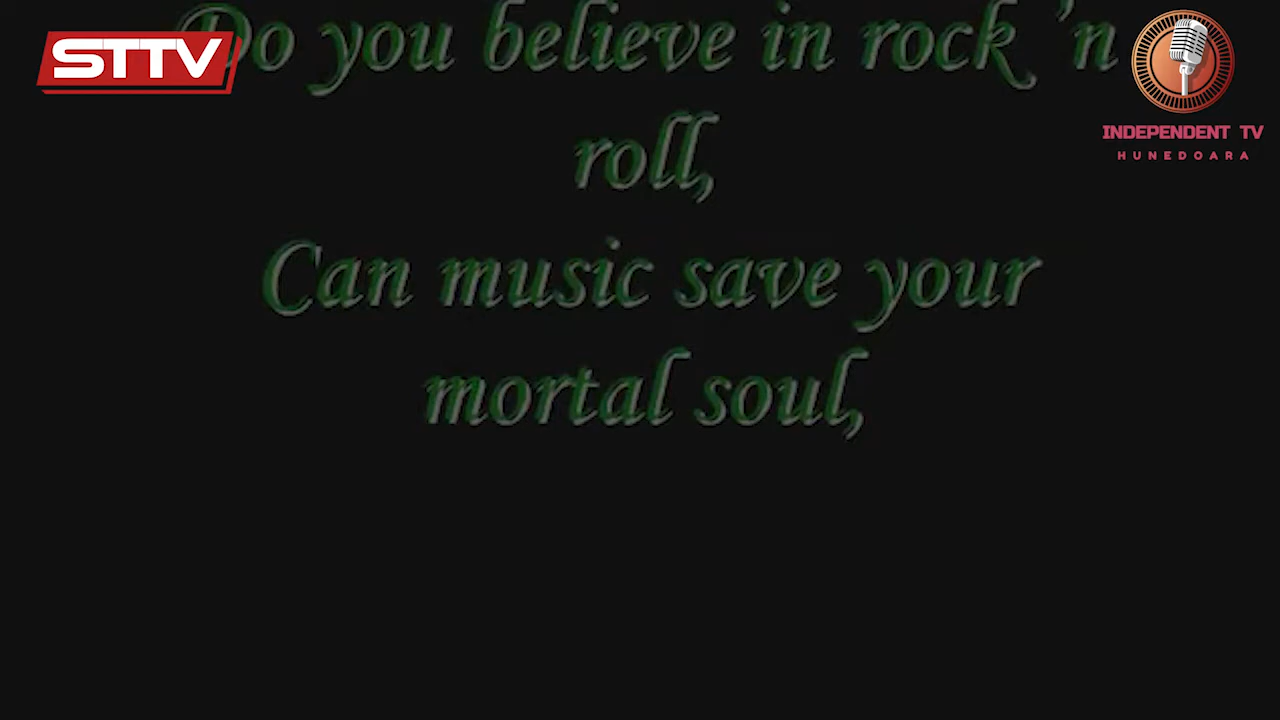 STTV
Do you believe in rock ’n
roll,
Can music save your
mortal soul,
INDEPENDENT TV
HUNEDOARA